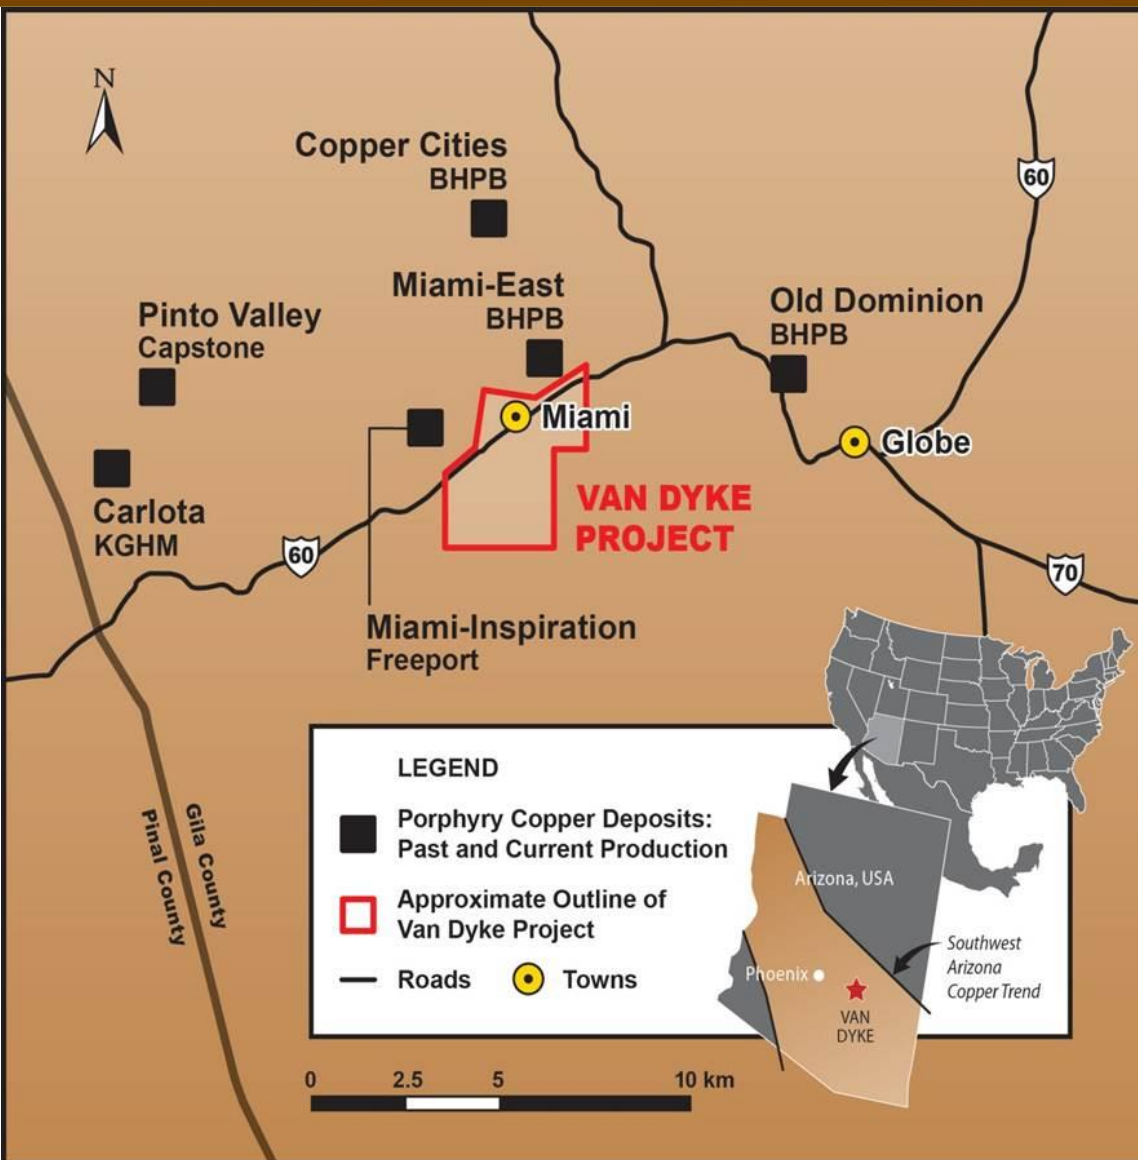 N
Copper Cities
BHPB
60
Miami-East
BHPB
Old Dominion
BHPB
Pinto Valley
Capstone
Miami
Globe
VAN DYKE
PROJECT
Carlota
KGHM
60
70
Miami-Inspiration
Freeport
Gila County
Pinal County
LEGEND
Porphyry Copper Deposits:
Past and Current Production
Approximate Outline of
Van Dyke Project
Roads
Towns
Arizona, USA
Phoenix
VAN
DYKE
Southwest
Arizona
Copper Trend
0 2.5 5 10 km